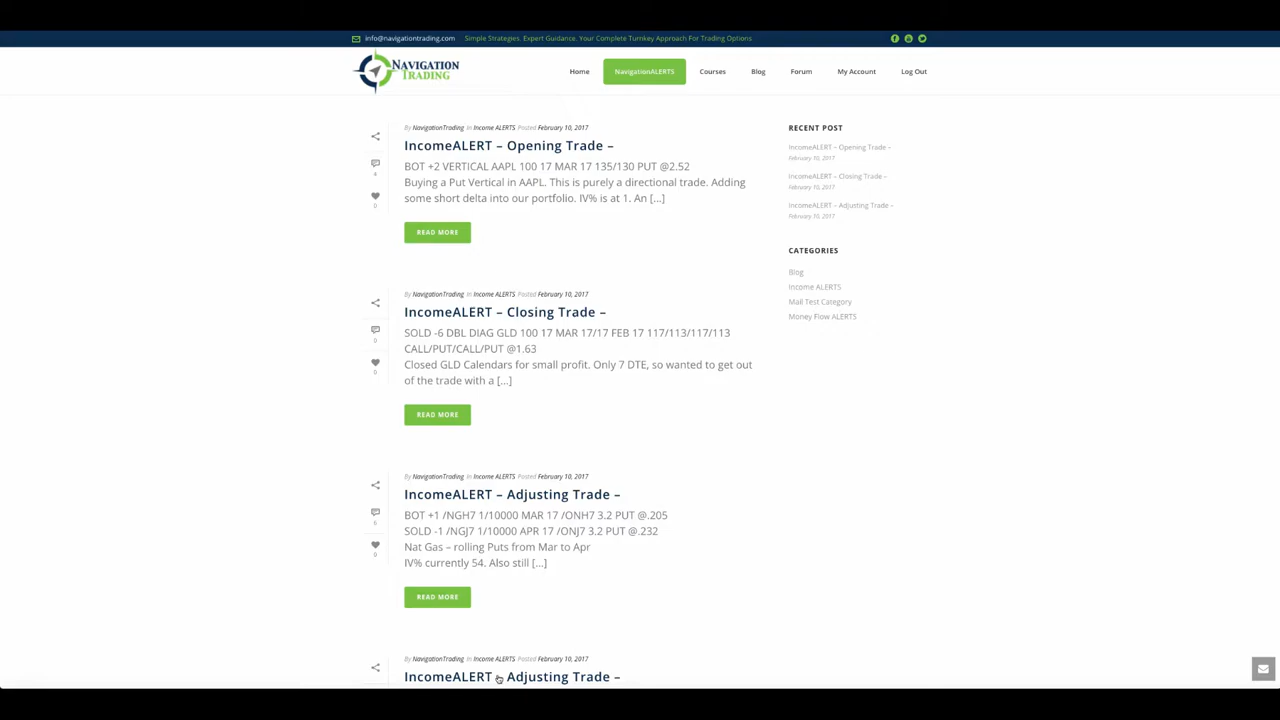 info@navigationtrading.com Simple Strategies. Expert Guidance. Your Complete Turnkey Approach For Trading Options
NAVIGATION
TRADING
Home NavigationALERTS Courses Blog Forum My Account Log Out
By NavigationTrading In Income ALERTS Posted February 10, 2017
IncomeALERT – Opening Trade –
4
0
BOT +2 VERTICAL AAPL 100 17 MAR 17 135/130 PUT @2.52
Buying a Put Vertical in AAPL. This is purely a directional trade. Adding
some short delta into our portfolio. IV% is at 1. An [...]
READ MORE
By NavigationTrading In Income ALERTS Posted February 10, 2017
IncomeALERT – Closing Trade –
0
0
SOLD -6 DBL DIAG GLD 100 17 MAR 17/17 FEB 17 117/113/117/113
CALL/PUT/CALL/PUT @1.63
Closed GLD Calendars for small profit. Only 7 DTE, so wanted to get out
of the trade with a [...]
READ MORE
By NavigationTrading In Income ALERTS Posted February 10, 2017
IncomeALERT – Adjusting Trade –
6
0
BOT +1 /NGH7 1/10000 MAR 17 /ONH7 3.2 PUT @.205
SOLD -1 /NGJ7 1/10000 APR 17 /ONJ7 3.2 PUT @.232
Nat Gas – rolling Puts from Mar to Apr
IV% currently 54. Also still [...]
READ MORE
By NavigationTrading In Income ALERTS Posted February 10, 2017
IncomeALERT – Adjusting Trade –
RECENT POST
IncomeALERT – Opening Trade –
February 10, 2017
IncomeALERT – Closing Trade –
February 10, 2017
IncomeALERT – Adjusting Trade –
February 10, 2017
CATEGORIES
Blog
Income ALERTS
Mail Test Category
Money Flow ALERTS